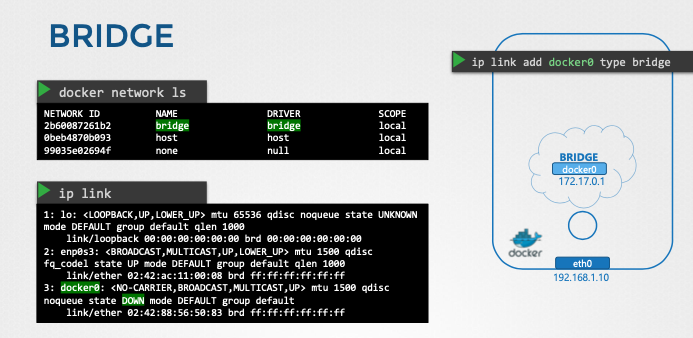 BRIDGE
docker network ls
NETWORK ID NAME DRIVER SCOPE
2b60087261b2 bridge bridge local
0beb4870b093 host host local
99035e02694f none null local
ip link
1: lo: <LOOPBACK,UP,LOWER_UP> mtu 65536 qdisc noqueue state UNKNOWN
mode DEFAULT group default qlen 1000
link/loopback 00:00:00:00:00:00 brd 00:00:00:00:00:00
2: enp0s3: <BROADCAST,MULTICAST,UP,LOWER_UP> mtu 1500 qdisc
fq_codel state UP mode DEFAULT group default qlen 1000
link/ether 02:42:ac:11:00:08 brd ff:ff:ff:ff:ff:ff
3: docker0: <NO-CARRIER,BROADCAST,MULTICAST,UP> mtu 1500 qdisc
noqueue state DOWN mode DEFAULT group default
link/ether 02:42:88:56:50:83 brd ff:ff:ff:ff:ff:ff
ip link add docker0 type bridge
BRIDGE
docker0
172.17.0.1
docker
eth0
192.168.1.10